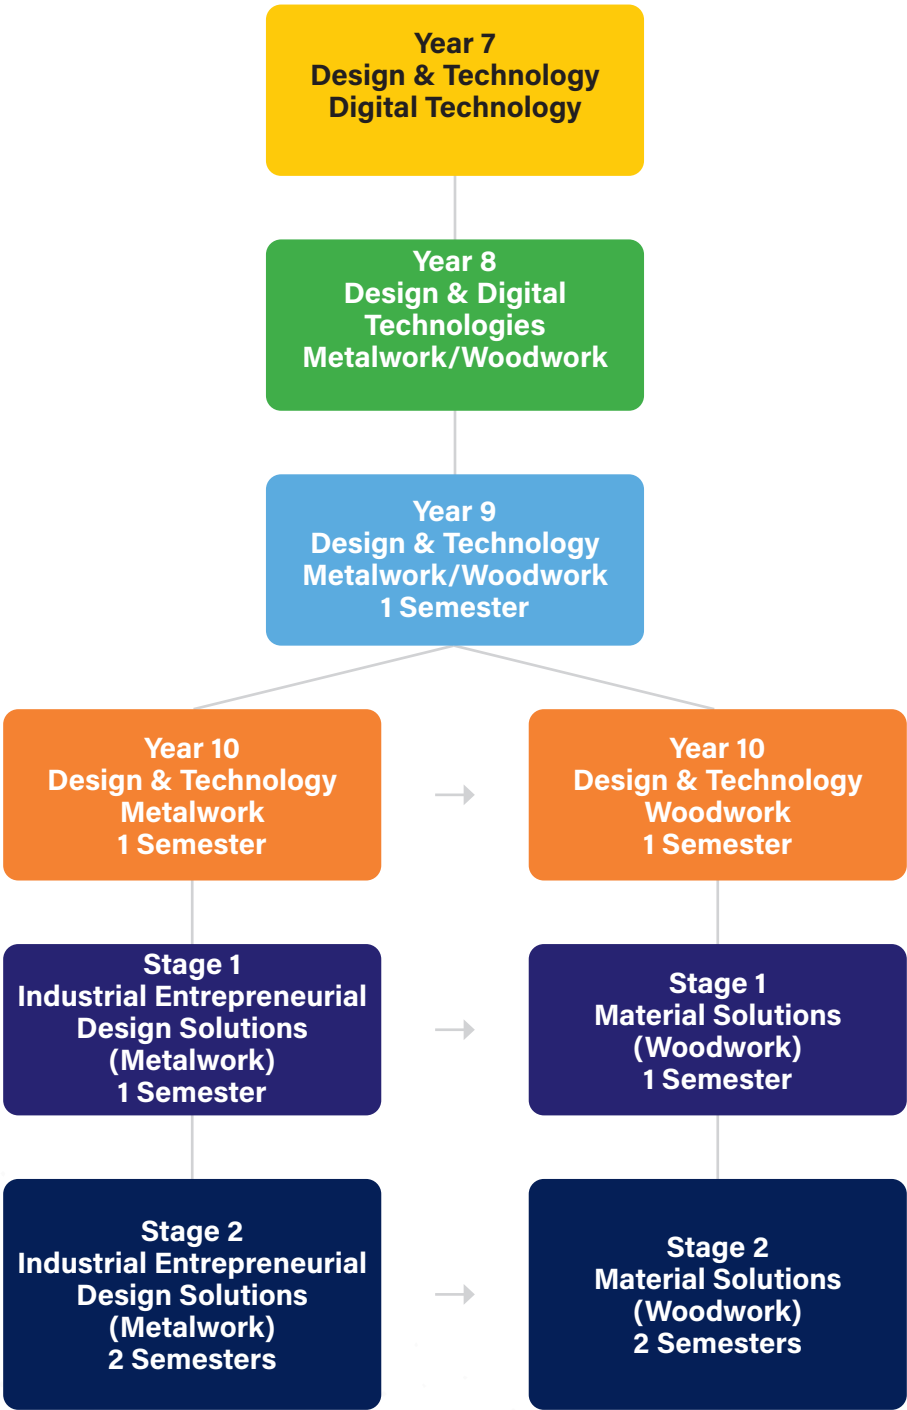 Year 7
Design & Technology
Digital Technology
Year 8
Design & Digital
Technologies
Metalwork/Woodwork
Year 9
Design & Technology
Metalwork/Woodwork
1 Semester
Year 10
Design & Technology
Metalwork
1 Semester
Year 10
Design & Technology
Woodwork
1 Semester
Stage 1
Industrial Entrepreneurial
Design Solutions
(Metalwork)
1 Semester
Stage 1
Material Solutions
(Woodwork)
1 Semester
Stage 2
Industrial Entrepreneurial
Design Solutions
(Metalwork)
2 Semesters
Stage 2
Material Solutions
(Woodwork)
2 Semesters